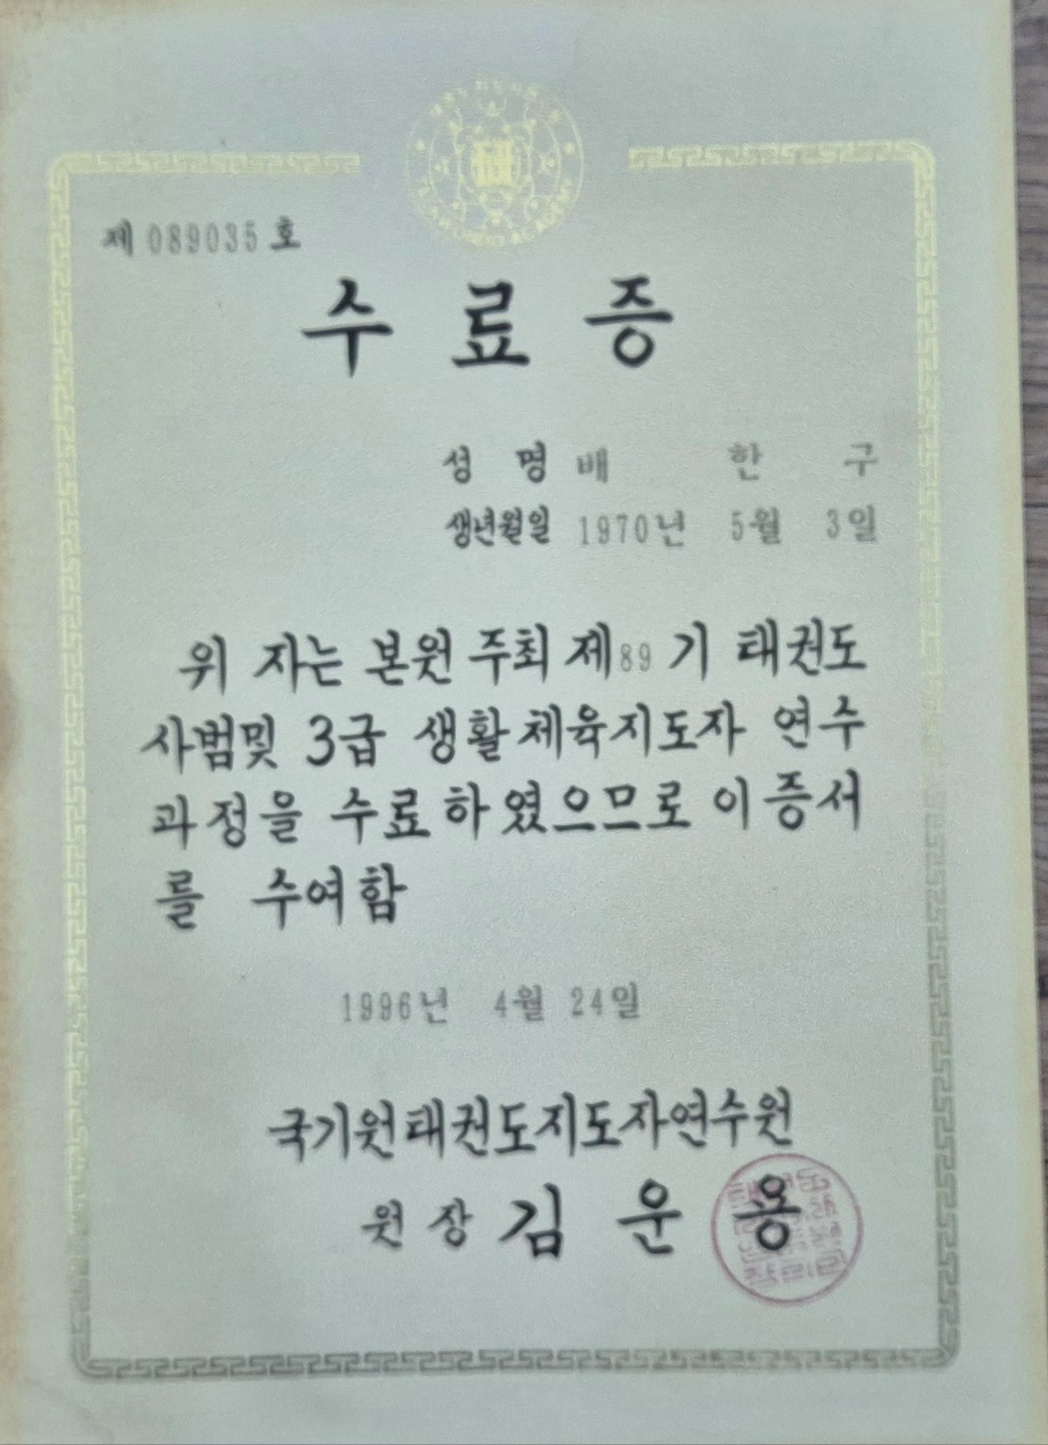 TAEKWONDO ACADEMY
제 089035 호
수 료 증
성 명 배 한 구
생년월일 1970년 5월 3일
위 자는 본원 주최 제89기 태권도
사범및 3급 생활체육지도자 연수
과정을 수료하였으므로 이 증서
를 수여함
1996년 4월 24일
국기원태권도지도자연수원
원 장 김 운 용